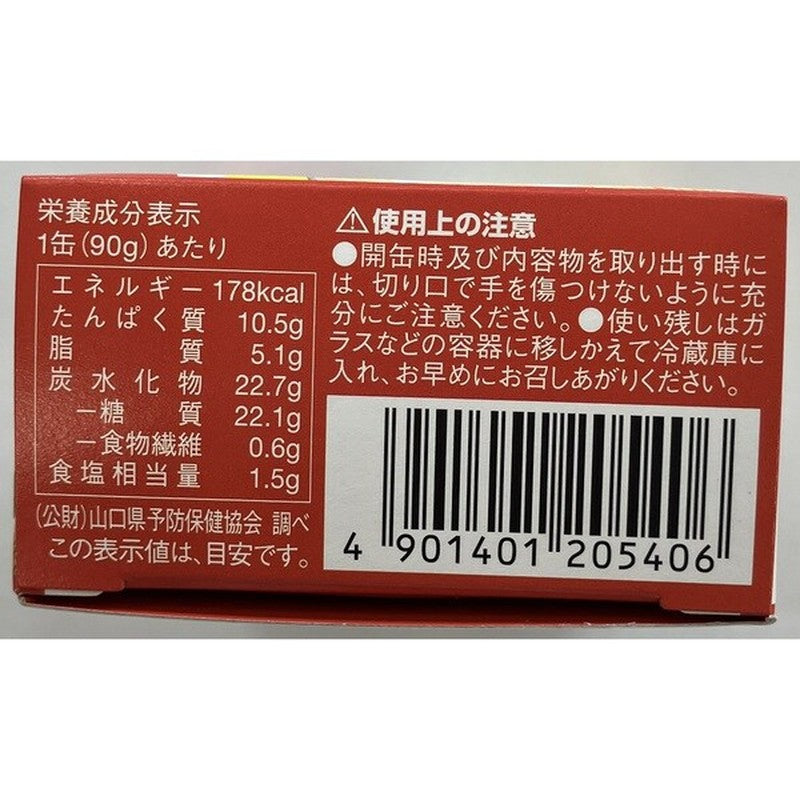 栄養成分表示
1缶(90g)あたり
エネルギー 178kcal
たんぱく質 10.5g
脂質 5.1g
炭水化物 22.7g
ー糖質 22.1g
ー食物繊維 0.6g
食塩相当量 1.5g
(公財)山口県予防保健協会 調べ
この表示値は、目安です。
⚠使用上の注意
●開缶時及び内容物を取り出す時に
は、切り口で手を傷つけないように充
分にご注意ください。●使い残しはガ
ラスなどの容器に移しかえて冷蔵庫に
入れ、お早めにお召しあがりください。
4 901401 205406